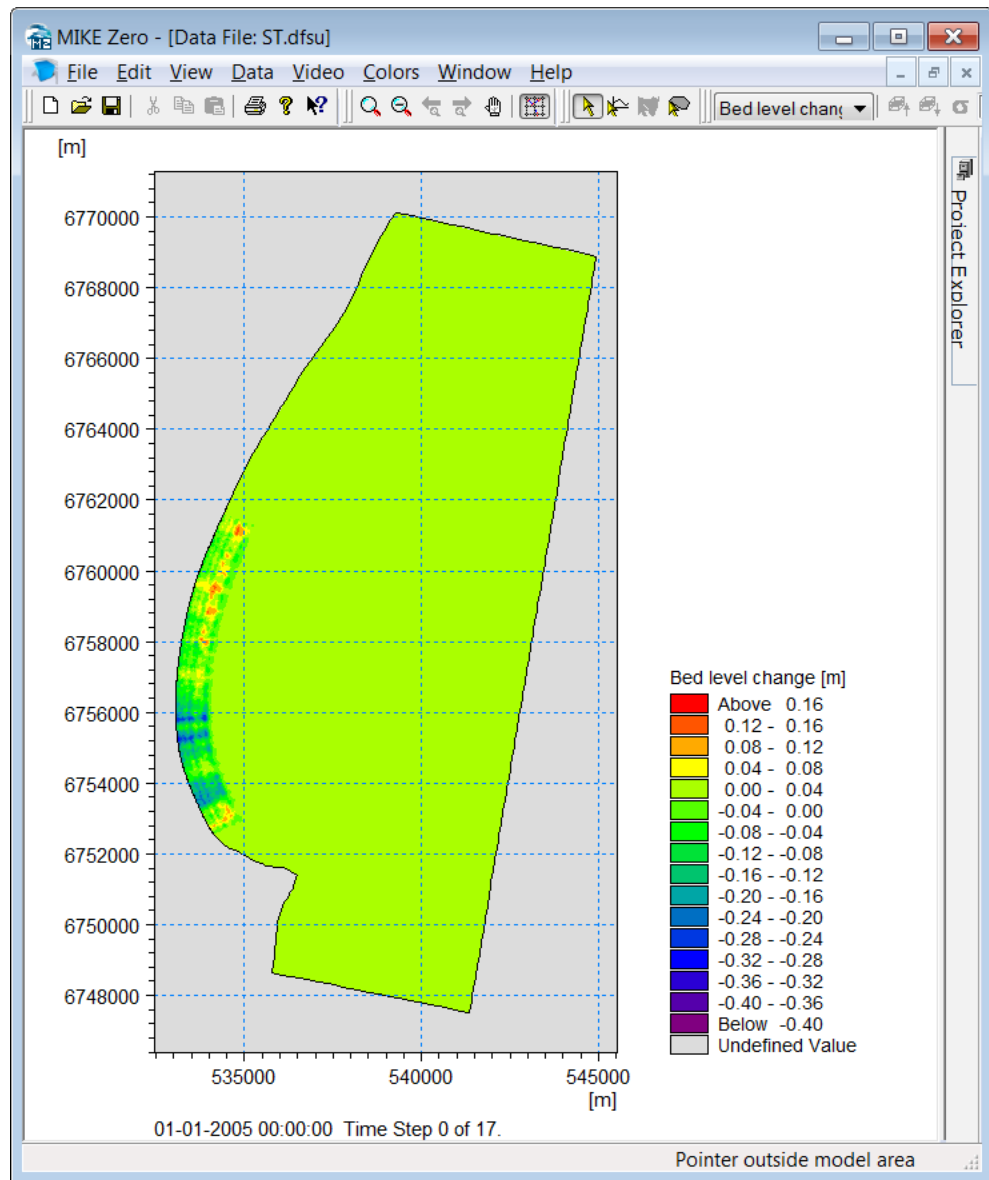 MIKE Zero - [Data File: ST.dfsu]
File Edit View Data Video Colors Window Help
Bed level chang
[m]
6770000
6768000
6766000
6764000
6762000
6760000
6758000
6756000
6754000
6752000
6750000
6748000
535000 540000 545000
[m]
Bed level change [m]
Above 0.16
0.12 - 0.16
0.08 - 0.12
0.04 - 0.08
0.00 - 0.04
-0.04 - 0.00
-0.08 - -0.04
-0.12 - -0.08
-0.16 - -0.12
-0.20 - -0.16
-0.24 - -0.20
-0.28 - -0.24
-0.32 - -0.28
-0.36 - -0.32
-0.40 - -0.36
Below -0.40
Undefined Value
01-01-2005 00:00:00 Time Step 0 of 17.
Project Explorer
Pointer outside model area